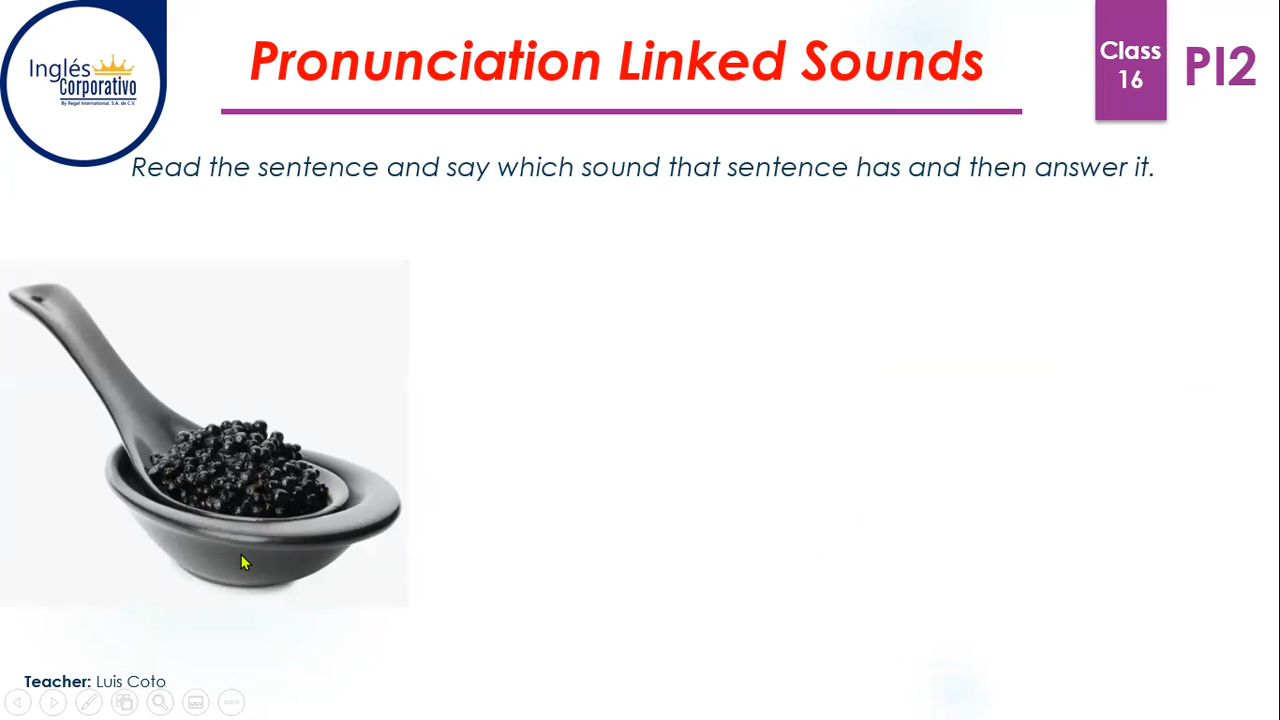 Inglés
Corporativo
By Regal International, S.A. de C.V.
Pronunciation Linked Sounds
Class
16
PI2
Read the sentence and say which sound that sentence has and then answer it.
Teacher: Luis Coto